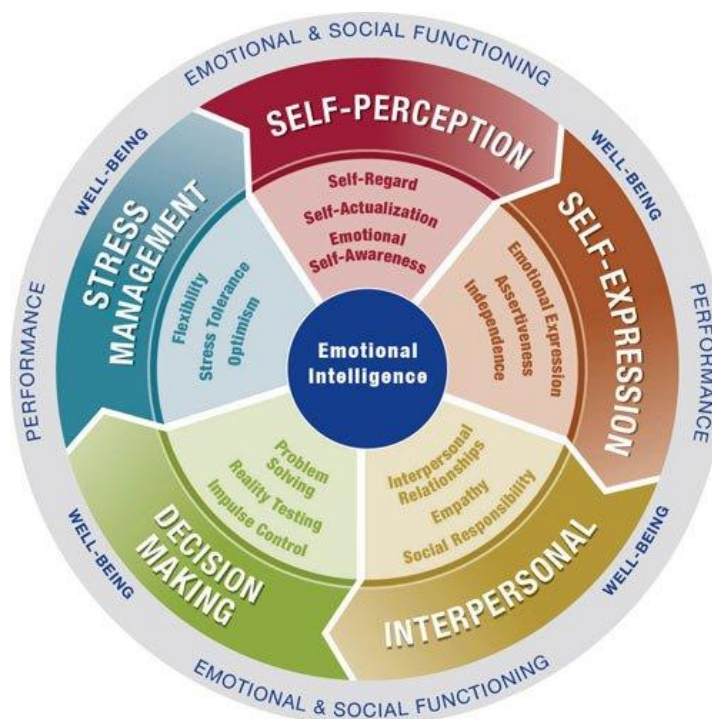 EMOTIONAL & SOCIAL FUNCTIONING
WELL-BEING
WELL-BEING
PERFORMANCE
PERFORMANCE
WELL-BEING
WELL-BEING
EMOTIONAL & SOCIAL FUNCTIONING
SELF-PERCEPTION
Self-Regard
Self-Actualization
Emotional
Self-Awareness
SELF-EXPRESSION
Emotional Expression
Assertiveness
Independence
INTERPERSONAL
Interpersonal
Relationships
Empathy
Social Responsibility
DECISION
MAKING
Problem
Solving
Reality Testing
Impulse Control
STRESS
MANAGEMENT
Flexibility
Stress Tolerance
Optimism
Emotional
Intelligence